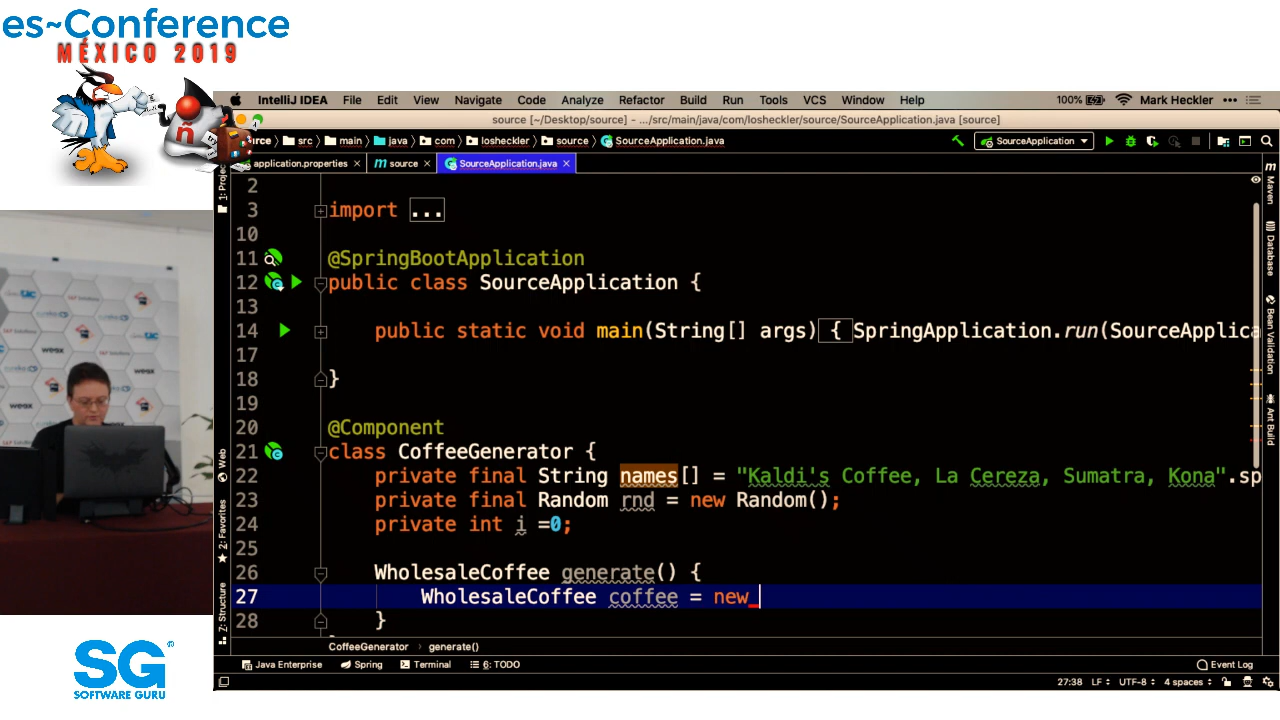 es~Conference
MÉXICO 2019
IntelliJ IDEA File Edit View Navigate Code Analyze Refactor Build Run Tools VCS Window Help 100% Mark Heckler
source [~/Desktop/source] - .../src/main/java/com/losheckler/source/SourceApplication.java [source]
rce src main java com losheckler source SourceApplication.java SourceApplication
application.properties m source SourceApplication.java
2
3 import ...
10
11 @SpringBootApplication
12 public class SourceApplication {
13
14 public static void main(String[] args) { SpringApplication.run(SourceApplica
17
18 }
19
20 @Component
21 class CoffeeGenerator {
22 private final String names[] = "Kaldi's Coffee, La Cereza, Sumatra, Kona".sp
23 private final Random rnd = new Random();
24 private int i =0;
25
26 WholesaleCoffee generate() {
27 WholesaleCoffee coffee = new
28 }
CoffeeGenerator › generate()
Java Enterprise Spring Terminal 6: TODO Event Log
27:38 LF UTF-8 4 spaces
1: Projec
Web
2: Favorites
Z: Structure
m Maven
Database
Bean Validation
Ant Build
ñ
weax
SG
SOFTWARE GURU